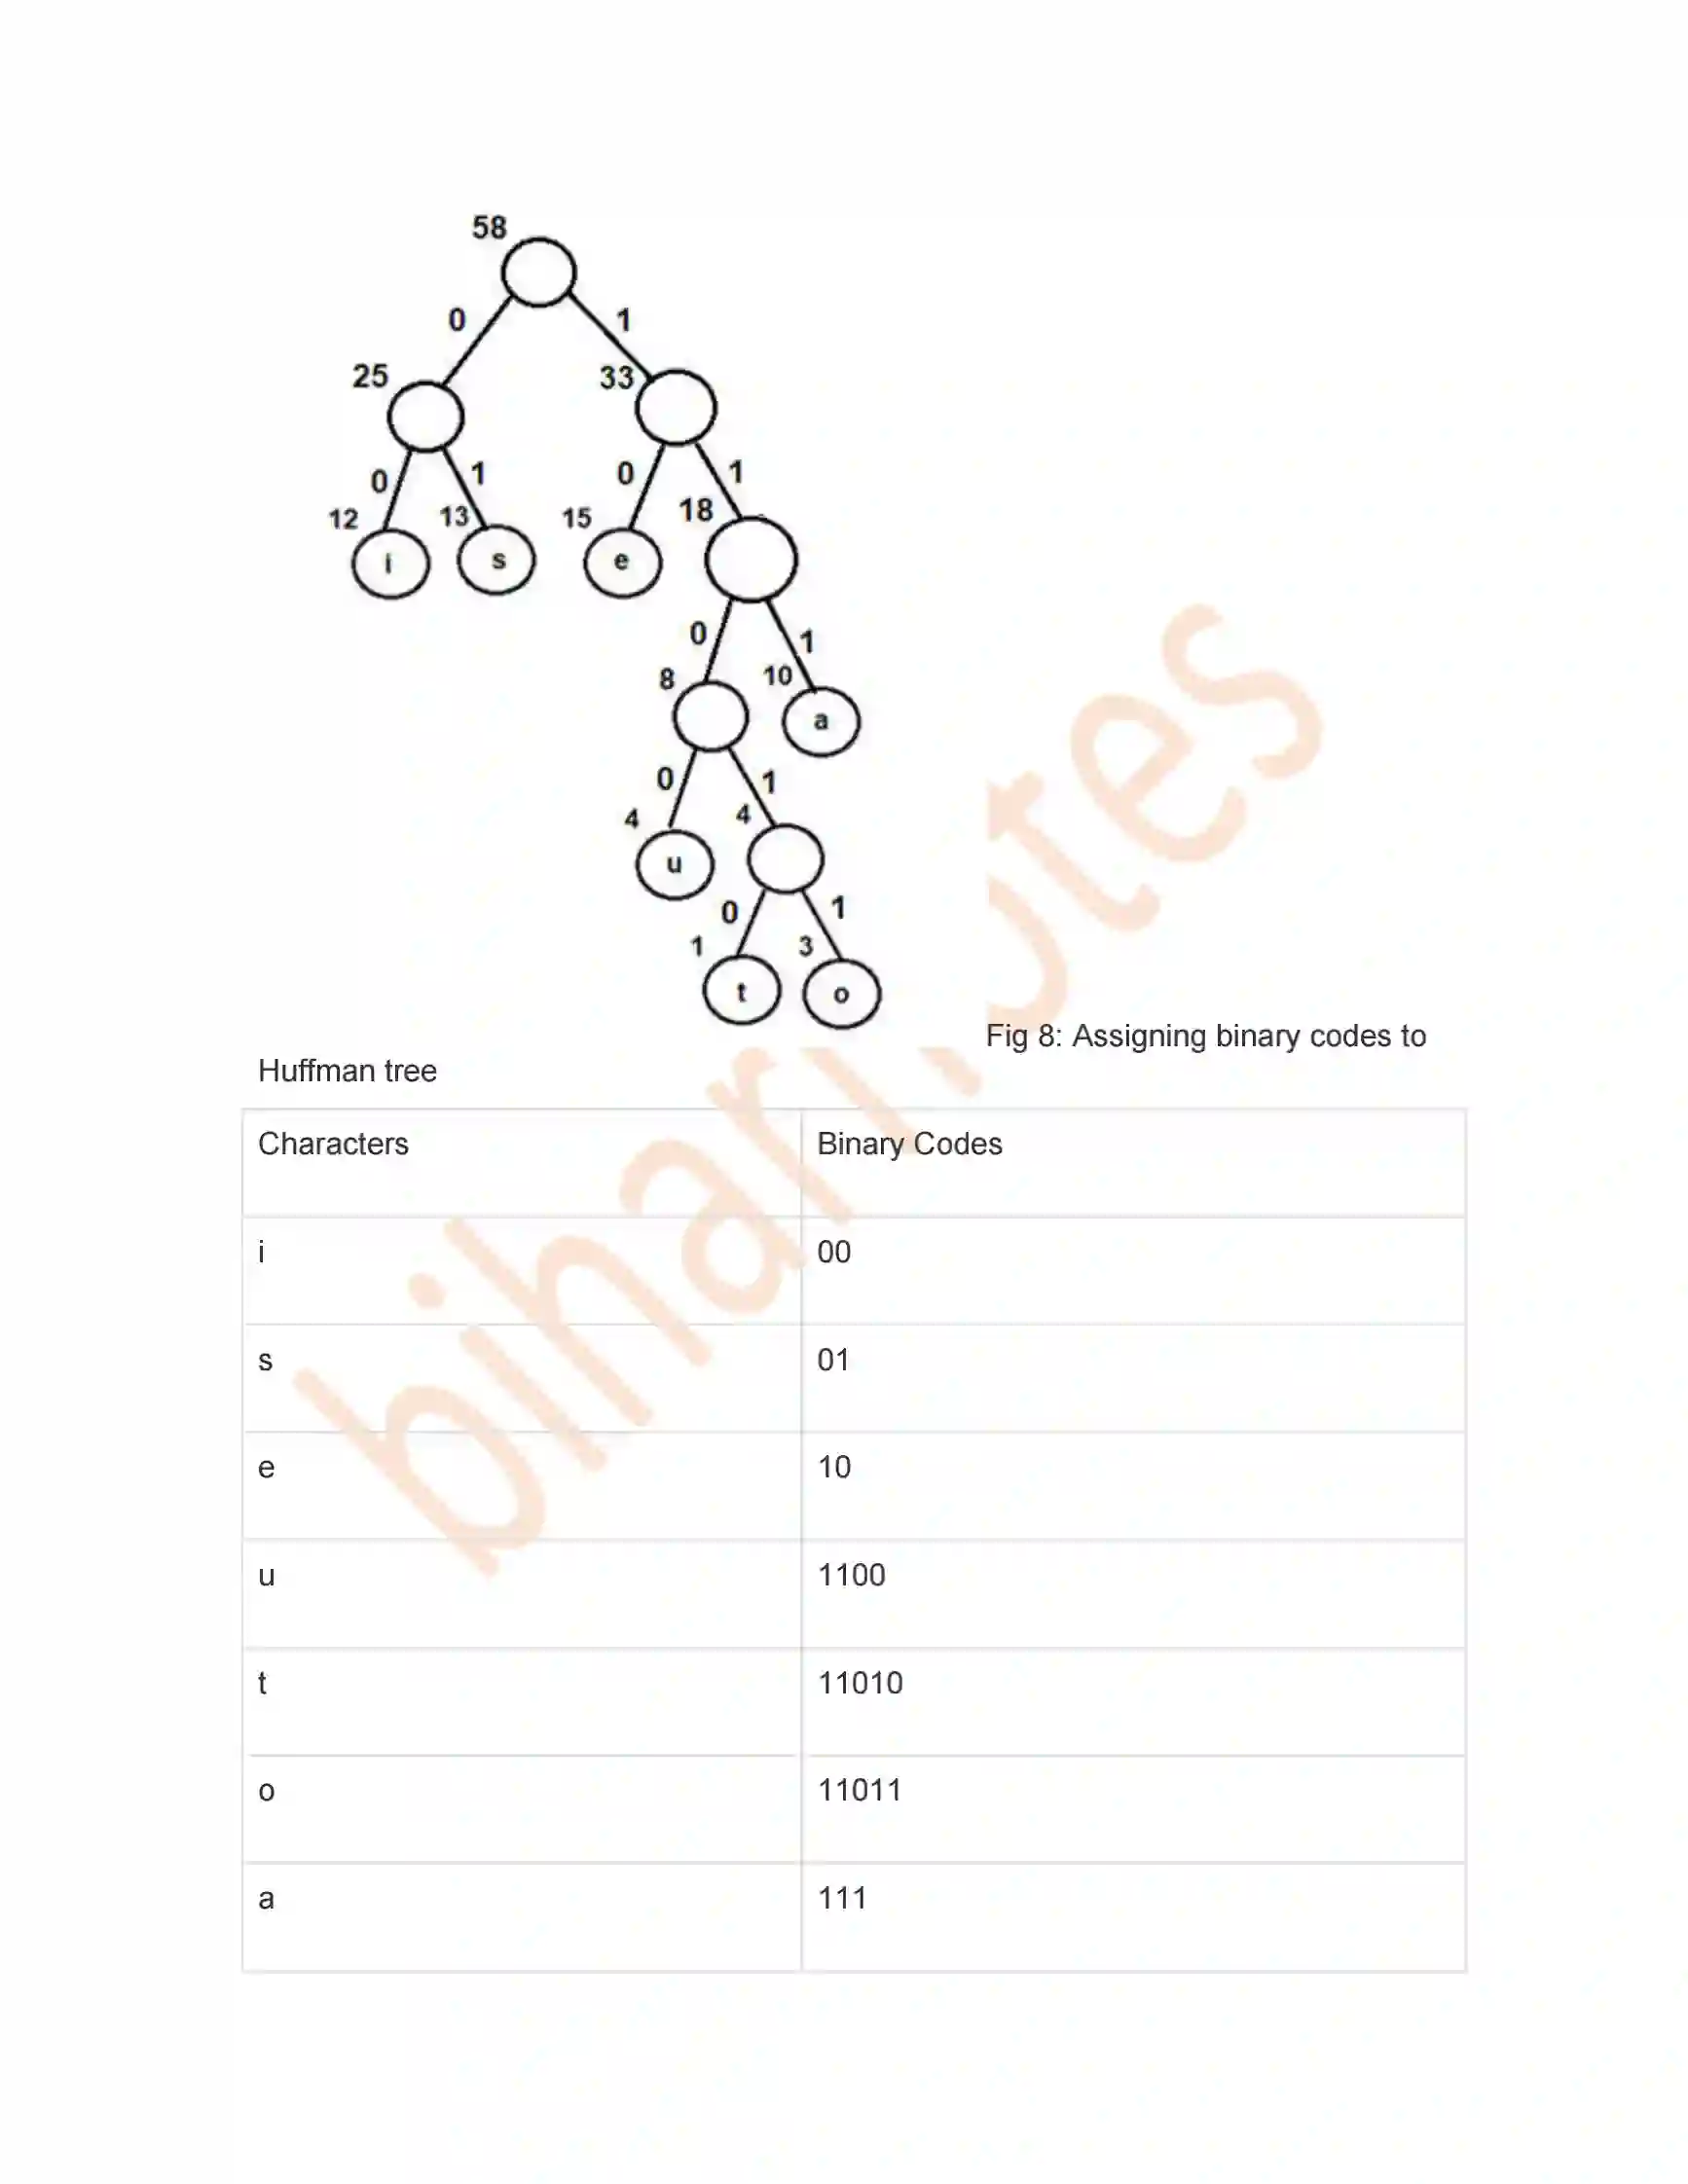 58
0 1
25 33
0 1 0 1
12 13 15 18
i s e
0 1
8 10
a
0 1
4 4
u
0 1
1 3
t o
Fig 8: Assigning binary codes to
Huffman tree
Characters Binary Codes
i 00
s 01
e 10
u 1100
t 11010
o 11011
a 111